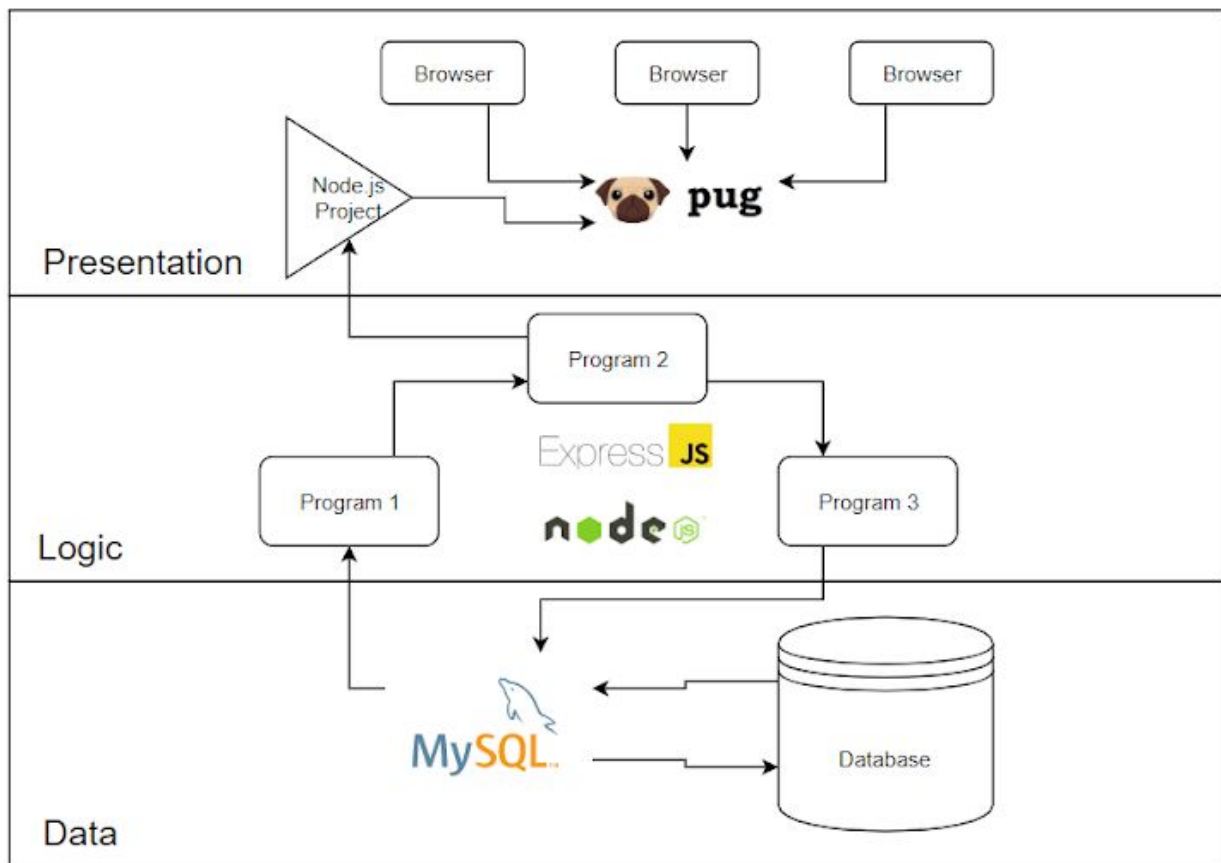 Browser
Browser
Browser
Node.js
Project
pug
Presentation
Program 2
Express JS
Program 1
Program 3
node JS
Logic
MySQL
Database
Data